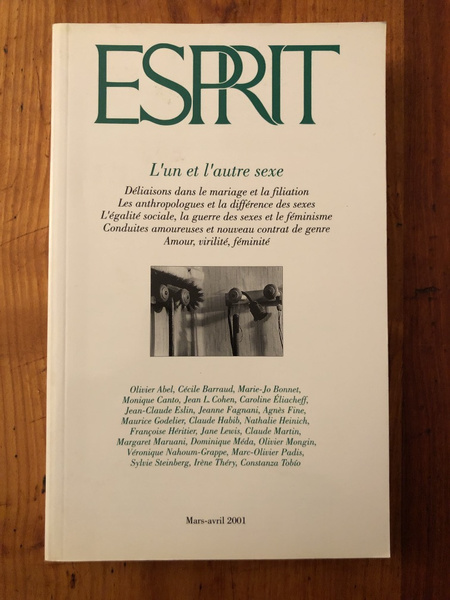 ESPRIT
L'un et l'autre sexe
Déliaisons dans le mariage et la filiation
Les anthropologues et la différence des sexes
L'égalité sociale, la guerre des sexes et le féminisme
Conduites amoureuses et nouveau contrat de genre
Amour, virilité, féminité
Olivier Abel, Cécile Barraud, Marie-Jo Bonnet,
Monique Canto, Jean L. Cohen, Caroline Éliacheff,
Jean-Claude Eslin, Jeanne Fagnani, Agnès Fine,
Maurice Godelier, Claude Habib, Nathalie Heinich,
Françoise Héritier, Jane Lewis, Claude Martin,
Margaret Maruani, Dominique Méda, Olivier Mongin,
Véronique Nahoum-Grappe, Marc-Olivier Padis,
Sylvie Steinberg, Irène Théry, Constanza Tobío
Mars-avril 2001